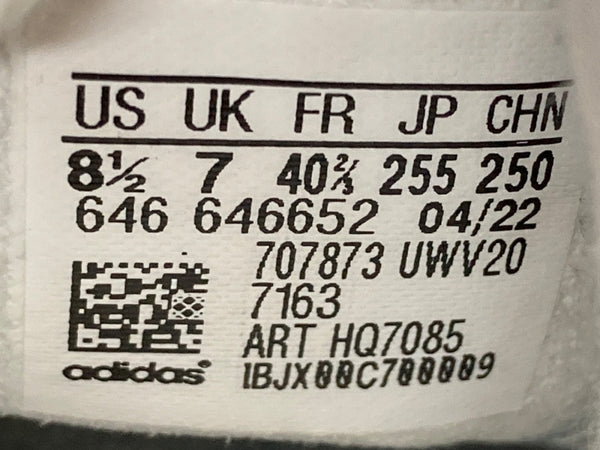 US UK FR JP CHN
8½ 7 40⅔ 255 250
646 646652 04/22
707873 UWV20
7163
ART HQ7085
adidas 1BJX00C700009